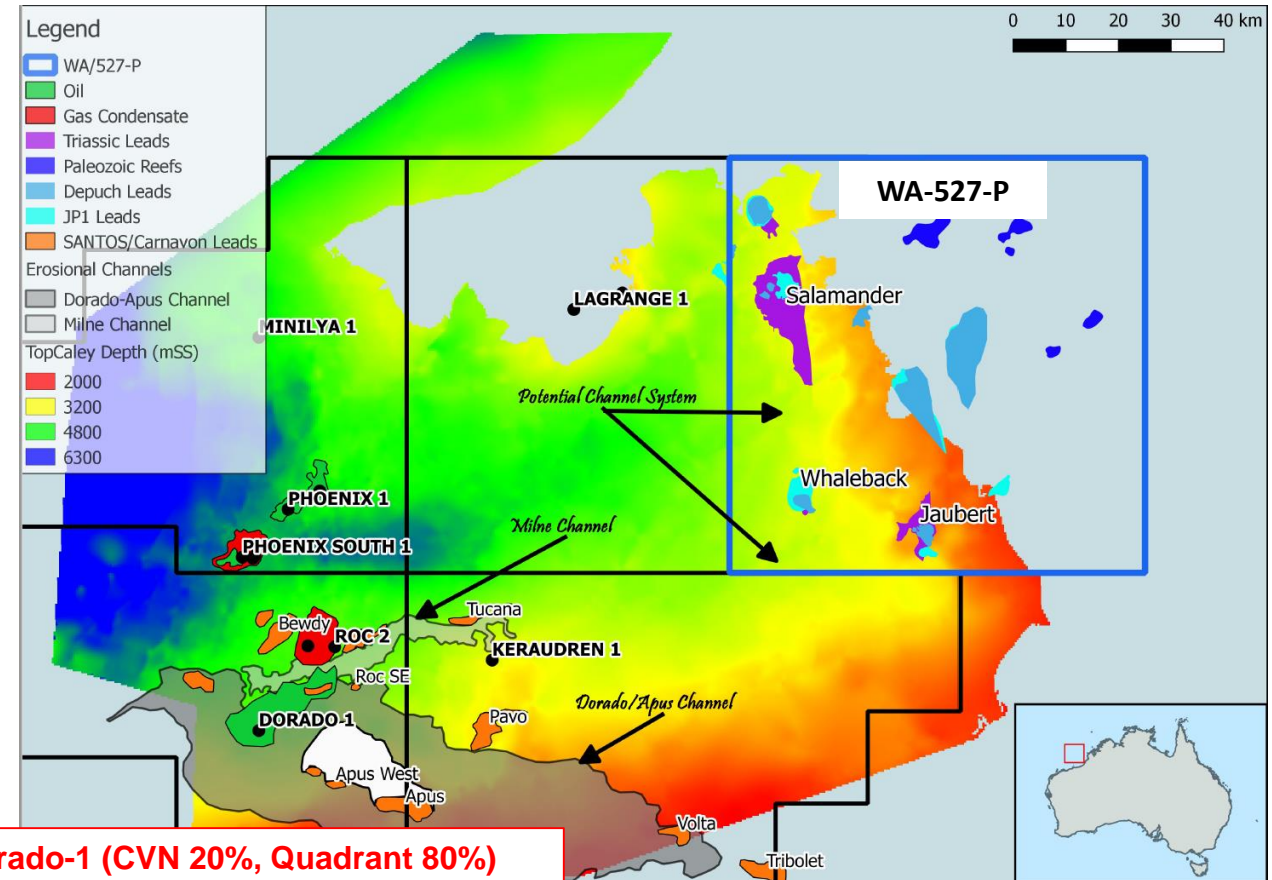 Legend
WA/527-P
Oil
Gas Condensate
Triassic Leads
Paleozoic Reefs
Depuch Leads
JP1 Leads
SANTOS/Carnavon Leads
Erosional Channels
Dorado-Apus Channel
Milne Channel
TopCaley Depth (mSS)
2000
3200
4800
6300
0 10 20 30 40 km
WA-527-P
LAGRANGE 1
Salamander
MINILYA 1
Potential Channel System
Whaleback
PHOENIX 1
Jaubert
Milne Channel
PHOENIX SOUTH 1
Tucana
Bewdy
ROC 2
KERAUDREN 1
Roc SE
Dorado/Apus Channel
DORADO 1
Pavo
Apus West
Apus
Volta
rado-1 (CVN 20%, Quadrant 80%)
Tribolet